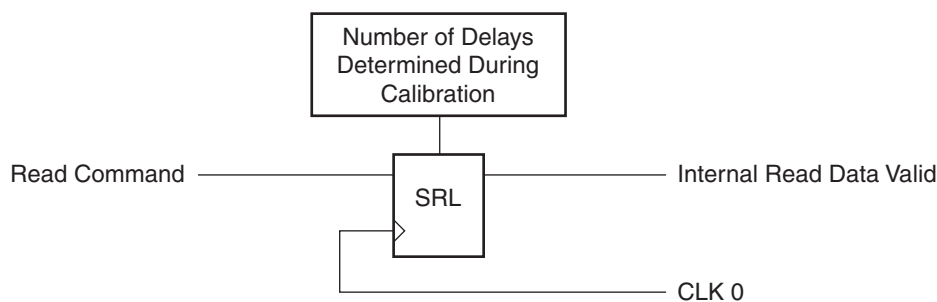 Number of Delays
Determined During
Calibration
Read Command
SRL
Internal Read Data Valid
CLK 0